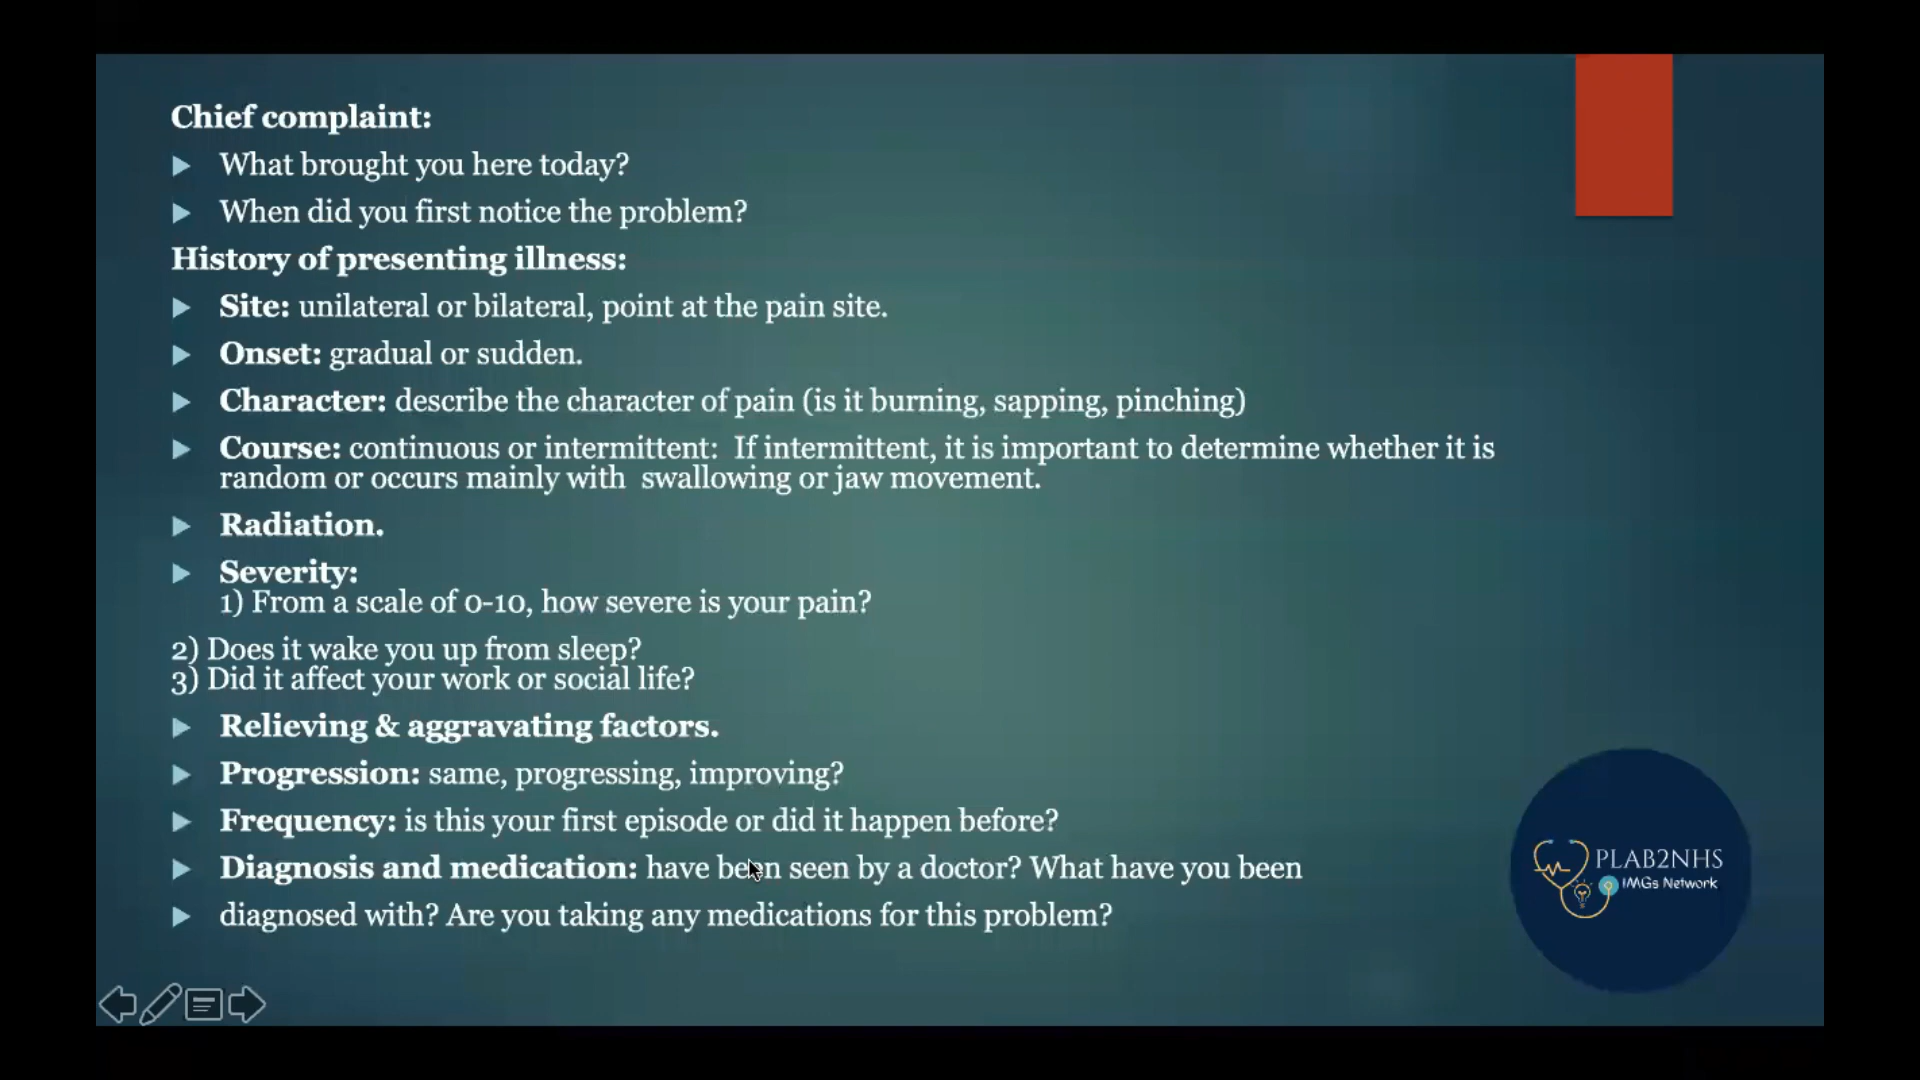 Chief complaint:
What brought you here today?
When did you first notice the problem?
History of presenting illness:
Site: unilateral or bilateral, point at the pain site.
Onset: gradual or sudden.
Character: describe the character of pain (is it burning, sapping, pinching)
Course: continuous or intermittent: If intermittent, it is important to determine whether it is
random or occurs mainly with swallowing or jaw movement.
Radiation.
Severity:
1) From a scale of 0-10, how severe is your pain?
2) Does it wake you up from sleep?
3) Did it affect your work or social life?
Relieving & aggravating factors.
Progression: same, progressing, improving?
Frequency: is this your first episode or did it happen before?
Diagnosis and medication: have been seen by a doctor? What have you been
diagnosed with? Are you taking any medications for this problem?
PLAB2NHS
IMGs Network